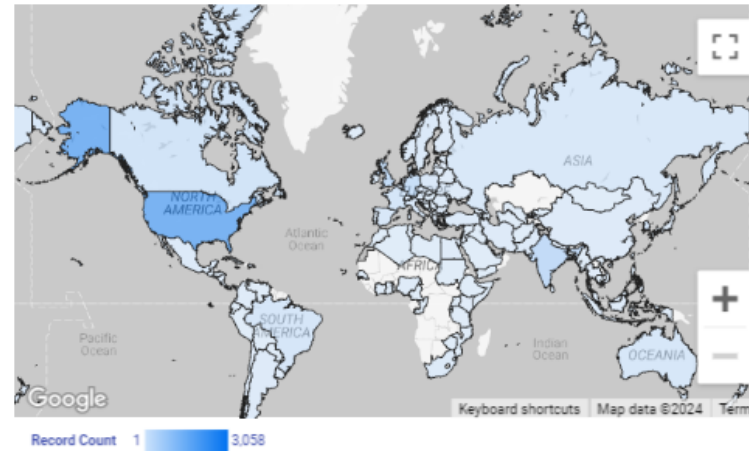 ASIA
NORTH
AMERICA
Atlantic
Ocean
AFRICA
SOUTH
AMERICA
Pacific
Ocean
Indian
Ocean
OCEANIA
Google
Keyboard shortcuts Map data ©2024 Term
Record Count 1 3,058